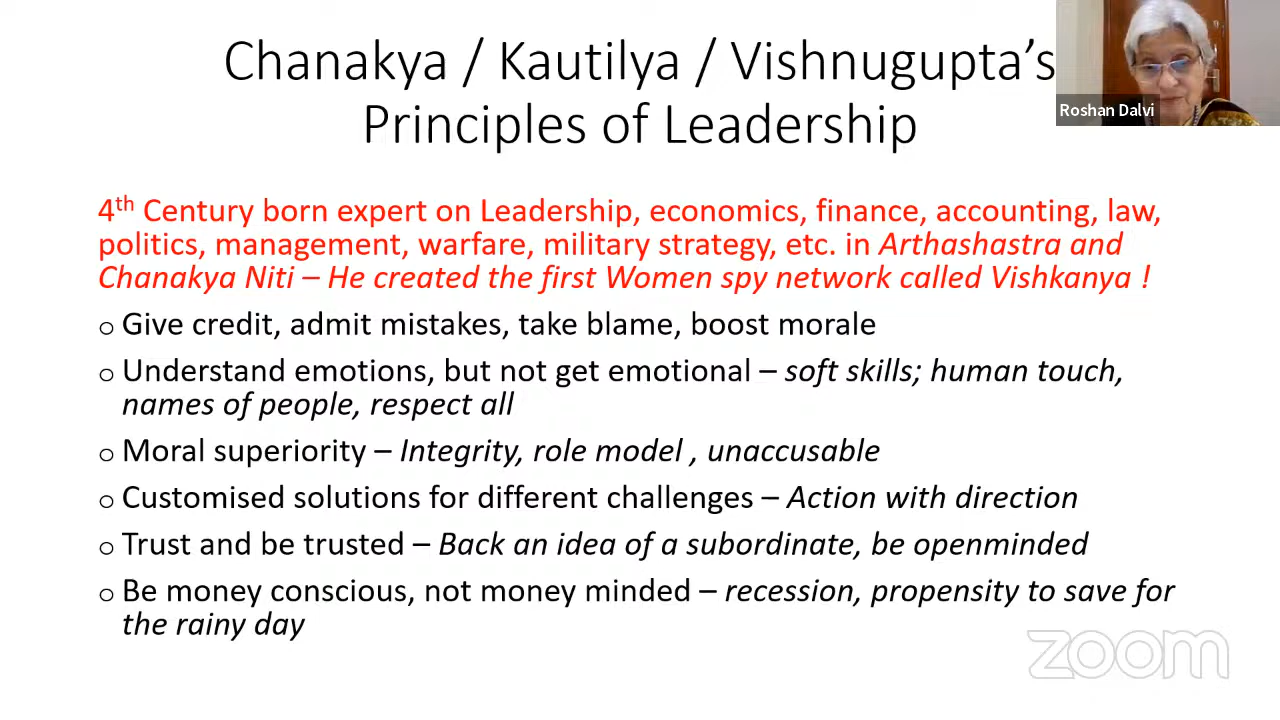 Chanakya / Kautilya / Vishnugupta's
Principles of Leadership
Roshan Dalvi
4th Century born expert on Leadership, economics, finance, accounting, law,
politics, management, warfare, military strategy, etc. in Arthashastra and
Chanakya Niti – He created the first Women spy network called Vishkanya !
o Give credit, admit mistakes, take blame, boost morale
o Understand emotions, but not get emotional – soft skills; human touch,
names of people, respect all
o Moral superiority – Integrity, role model , unaccusable
o Customised solutions for different challenges – Action with direction
o Trust and be trusted – Back an idea of a subordinate, be openminded
o Be money conscious, not money minded – recession, propensity to save for
the rainy day
zoom